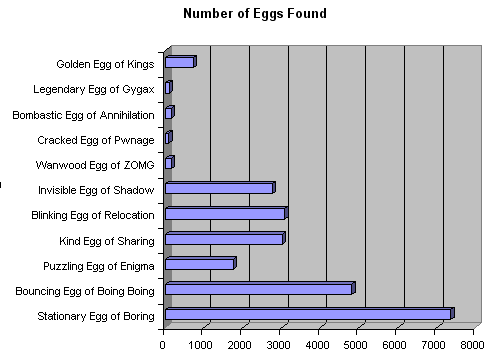 Number of Eggs Found
Golden Egg of Kings
Legendary Egg of Gygax
Bombastic Egg of Annihilation
Cracked Egg of Pwnage
Wanwood Egg of ZOMG
Invisible Egg of Shadow
Blinking Egg of Relocation
Kind Egg of Sharing
Puzzling Egg of Enigma
Bouncing Egg of Boing Boing
Stationary Egg of Boring
0 1000 2000 3000 4000 5000 6000 7000 8000